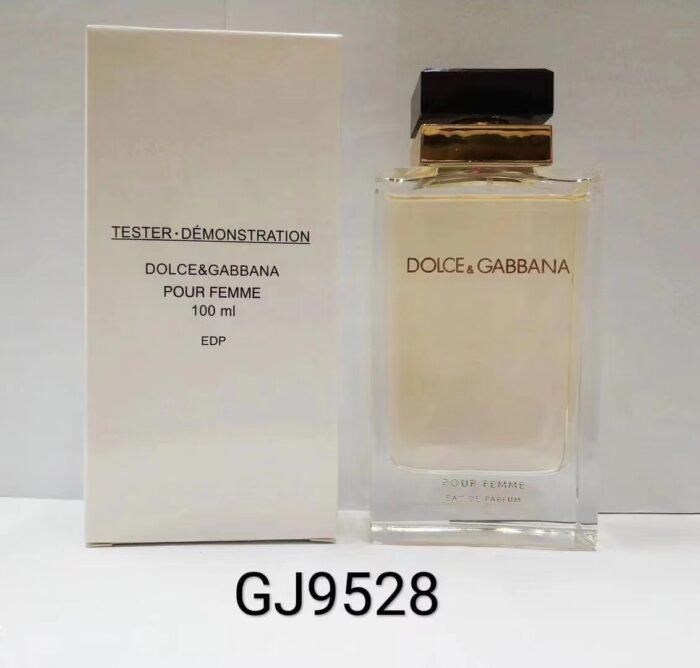 TESTER·DÉMONSTRATION
DOLCE&GABBANA
POUR FEMME
100 ml
EDP
DOLCE & GABBANA
POUR FEMME
EAU DE PARFUM
GJ9528